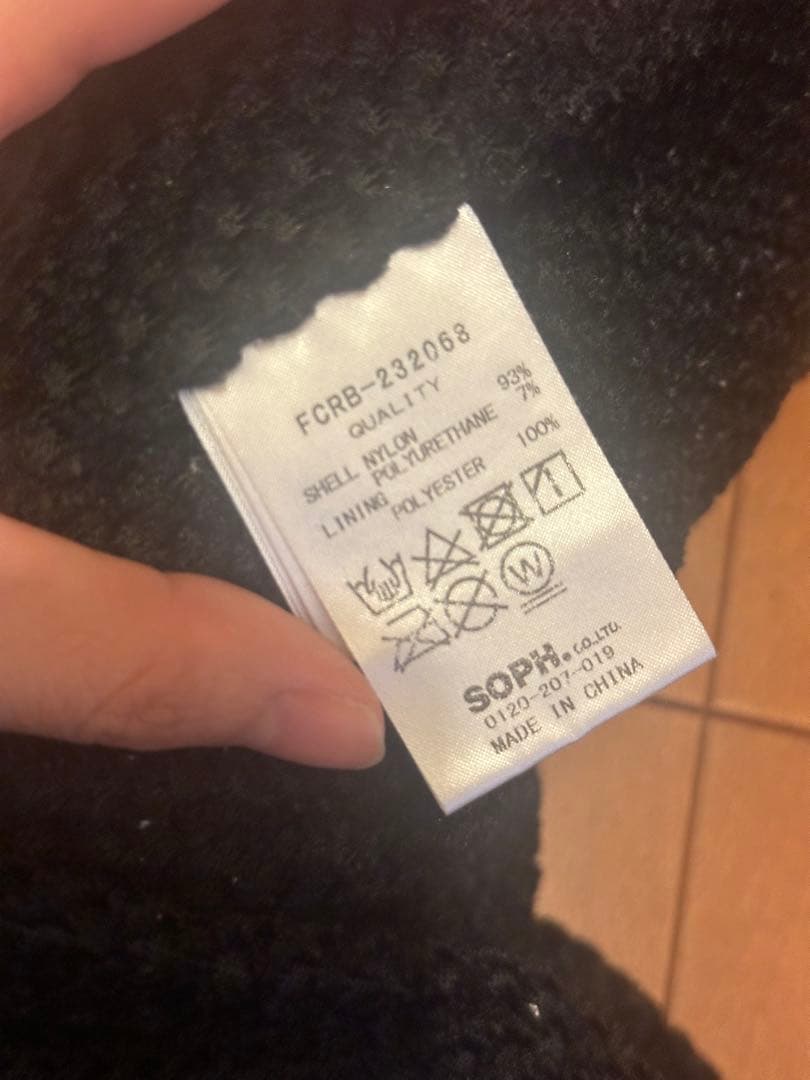 FCRB-232068
QUALITY
SHELL NYLON 93%
POLYURETHANE 7%
LINING POLYESTER 100%
W
SOPH. CO.,LTD.
0120-207-019
MADE IN CHINA